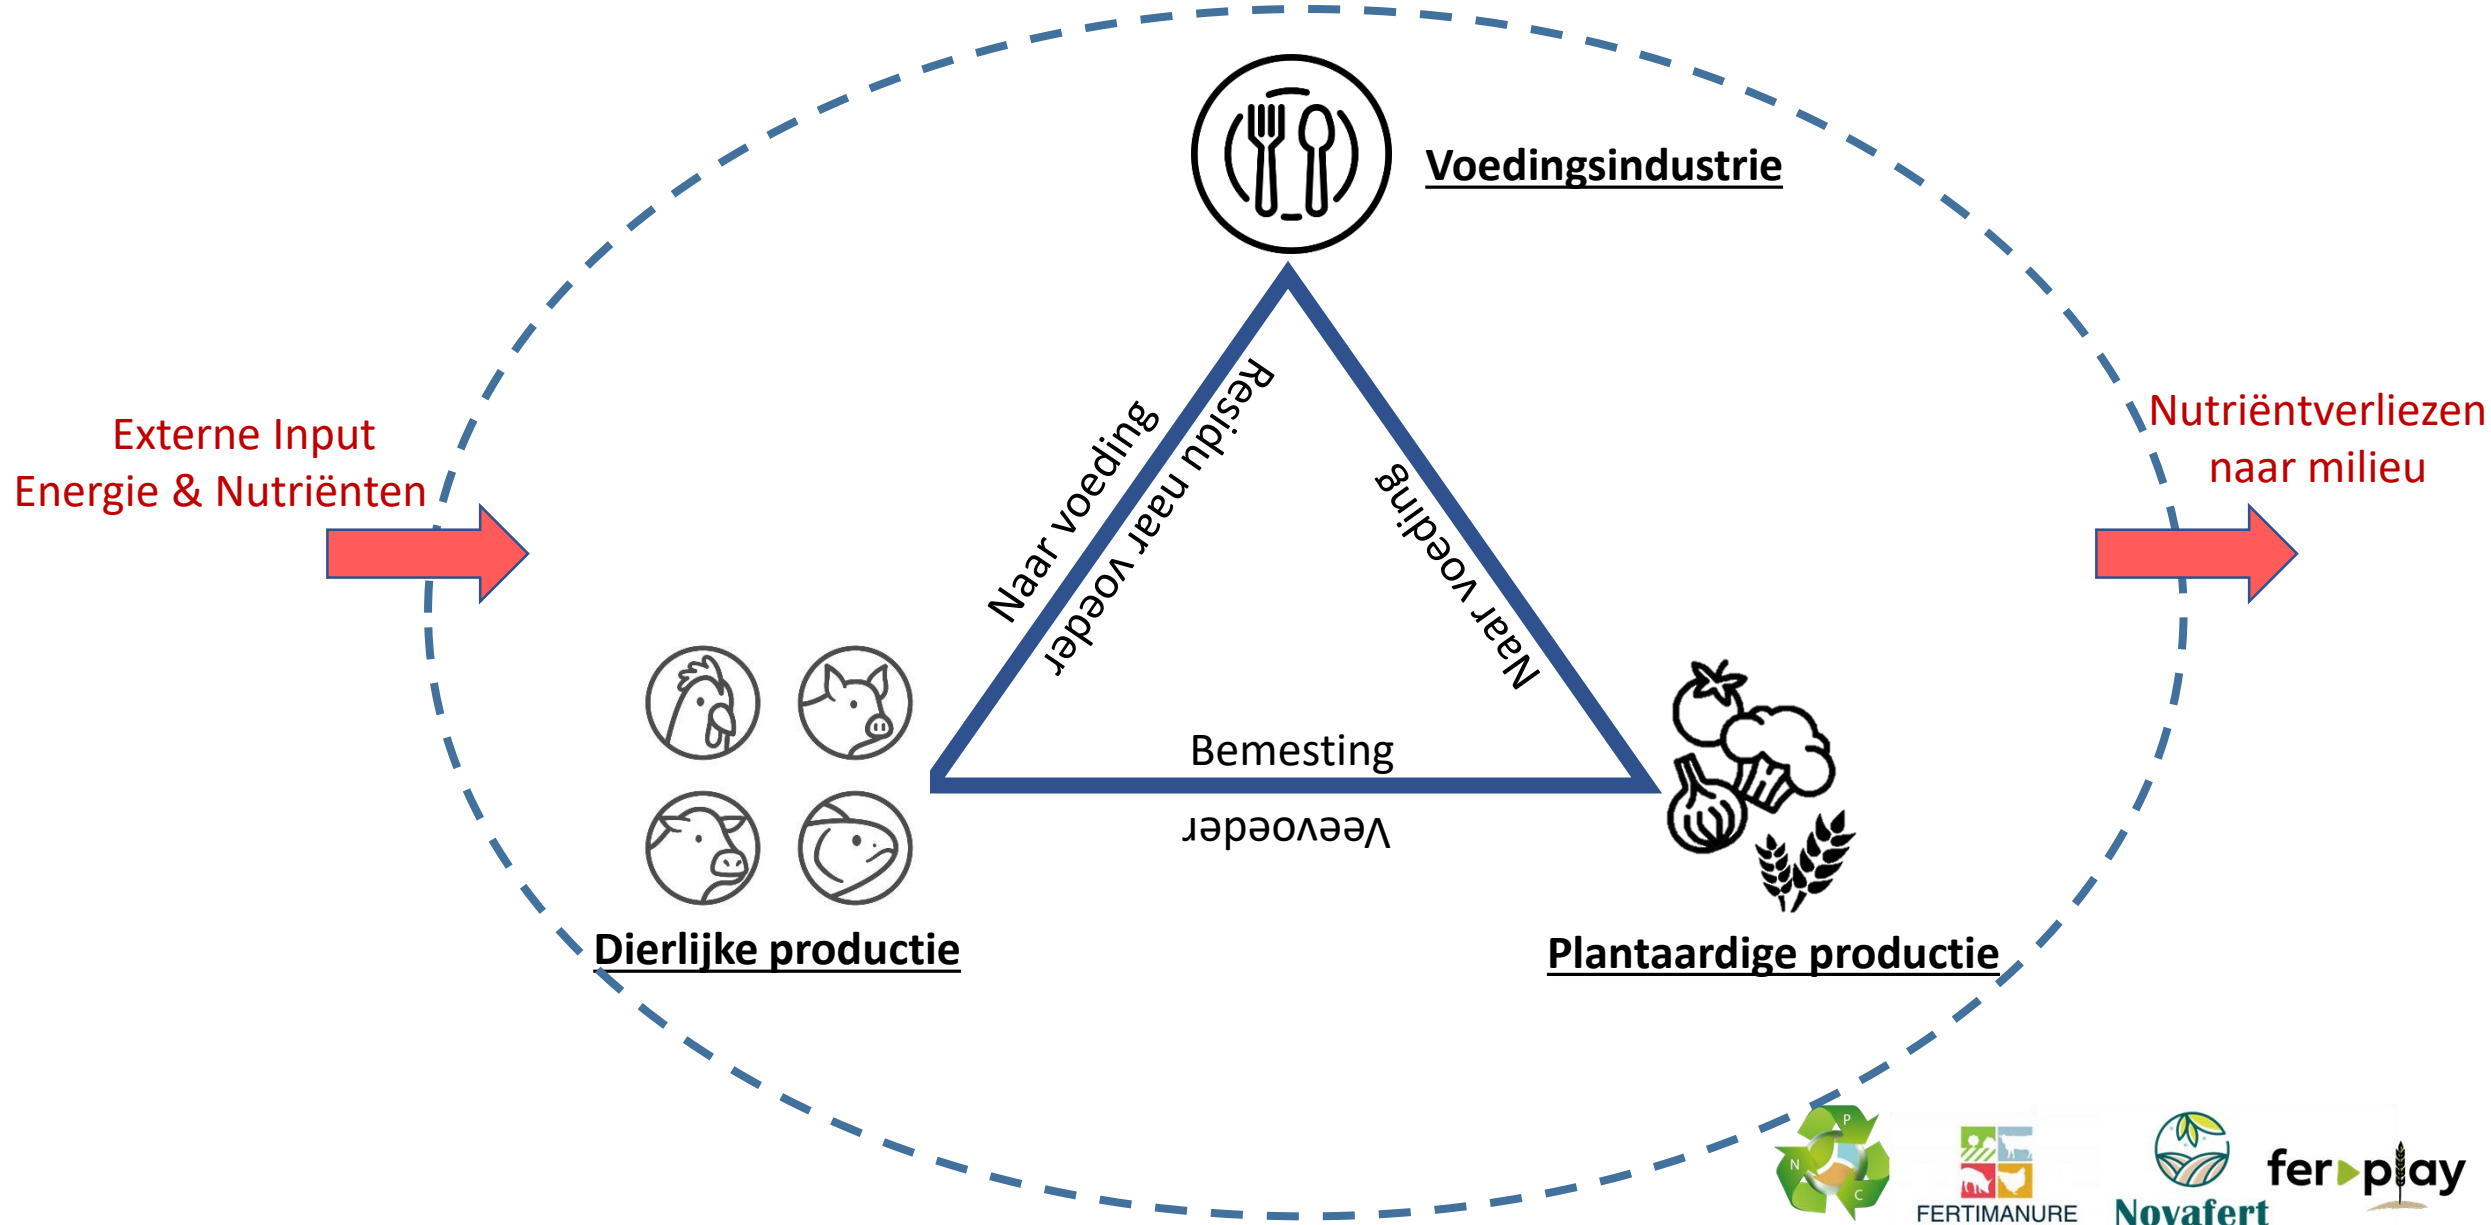 Voedingsindustrie
Externe Input
Energie & Nutriënten
Nutriëntverliezen
naar milieu
Naar voeding
Residu naar voeder
Naar voeding
Bemesting
Veevoeder
Dierlijke productie
Plantaardige productie
P
N
C
FERTIMANURE
Novafert
ferplay